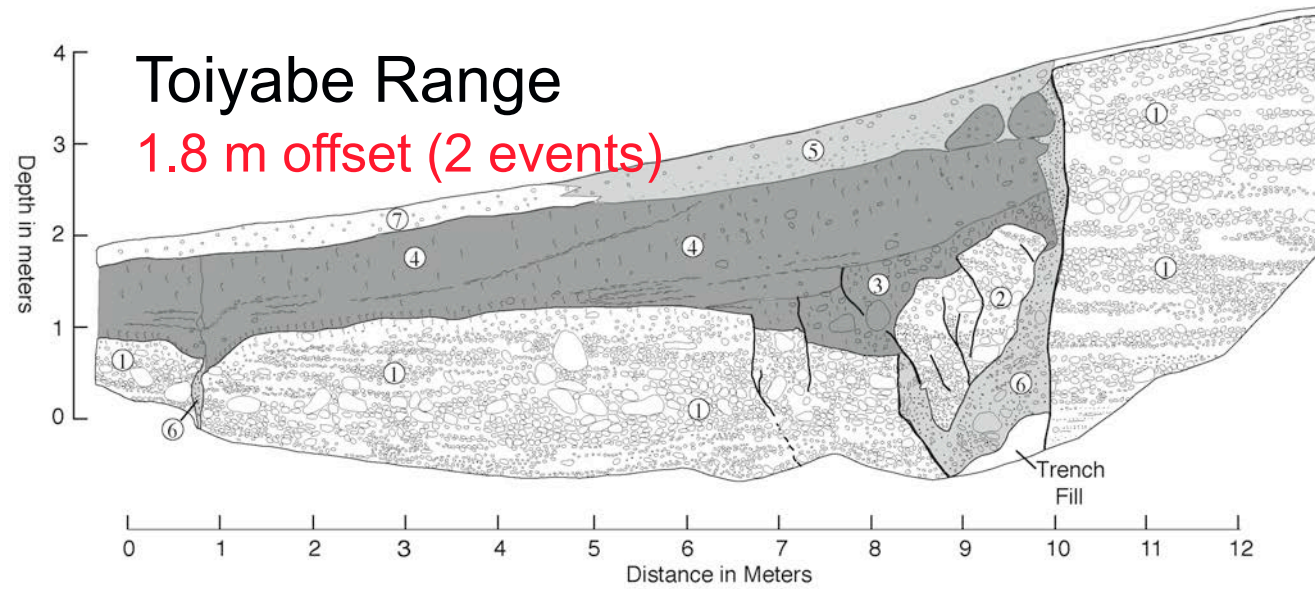 Toiyabe Range
1.8 m offset (2 events)
Depth in meters
4
3
2
1
0
①
⑤
⑦
④
④
①
③
②
①
①
①
⑥
⑥
Trench
Fill
0 1 2 3 4 5 6 7 8 9 10 11 12
Distance in Meters